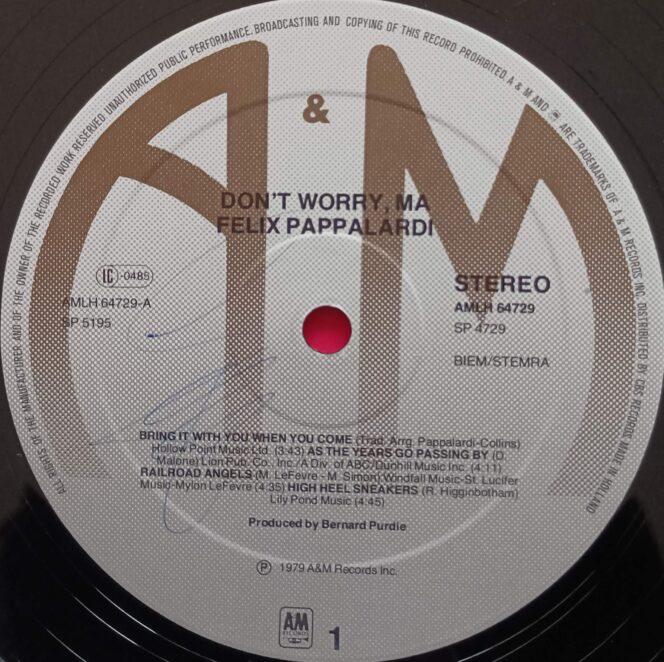 ALL RIGHTS OF THE MANUFACTURER AND OF THE OWNER OF THE RECORDED WORK RESERVED UNAUTHORIZED PUBLIC PERFORMANCE, BROADCASTING AND COPYING OF THIS RECORD PROHIBITED A & M AND ARE TRADEMARKS OF A & M RECORDS INC. DISTRIBUTED BY CBS RECORDS MADE IN HOLLAND
A & M
DON'T WORRY, MA
FELIX PAPPALARDI
IC -0485
AMLH 64729-A
SP 5195
STEREO
AMLH 64729
SP 4729
BIEM/STEMRA
BRING IT WITH YOU WHEN YOU COME (Trad. Arrg. Pappalardi-Collins)
Hollow Point Music Ltd. (3:43) AS THE YEARS GO PASSING BY (D
Malone) Lion Pub. Co., Inc./A Div. of ABC/Dunhill Music Inc. (4:11)
RAILROAD ANGELS (M. LeFevre - M. Simon) Windfall Music-St. Lucifer
Music-Mylon LeFevre (4:35) HIGH HEEL SNEAKERS (R. Higginbotham)
Lily Pond Music (4:45)
Produced by Bernard Purdie
Ⓟ 1979 A&M Records Inc.
AM
RECORDS
1